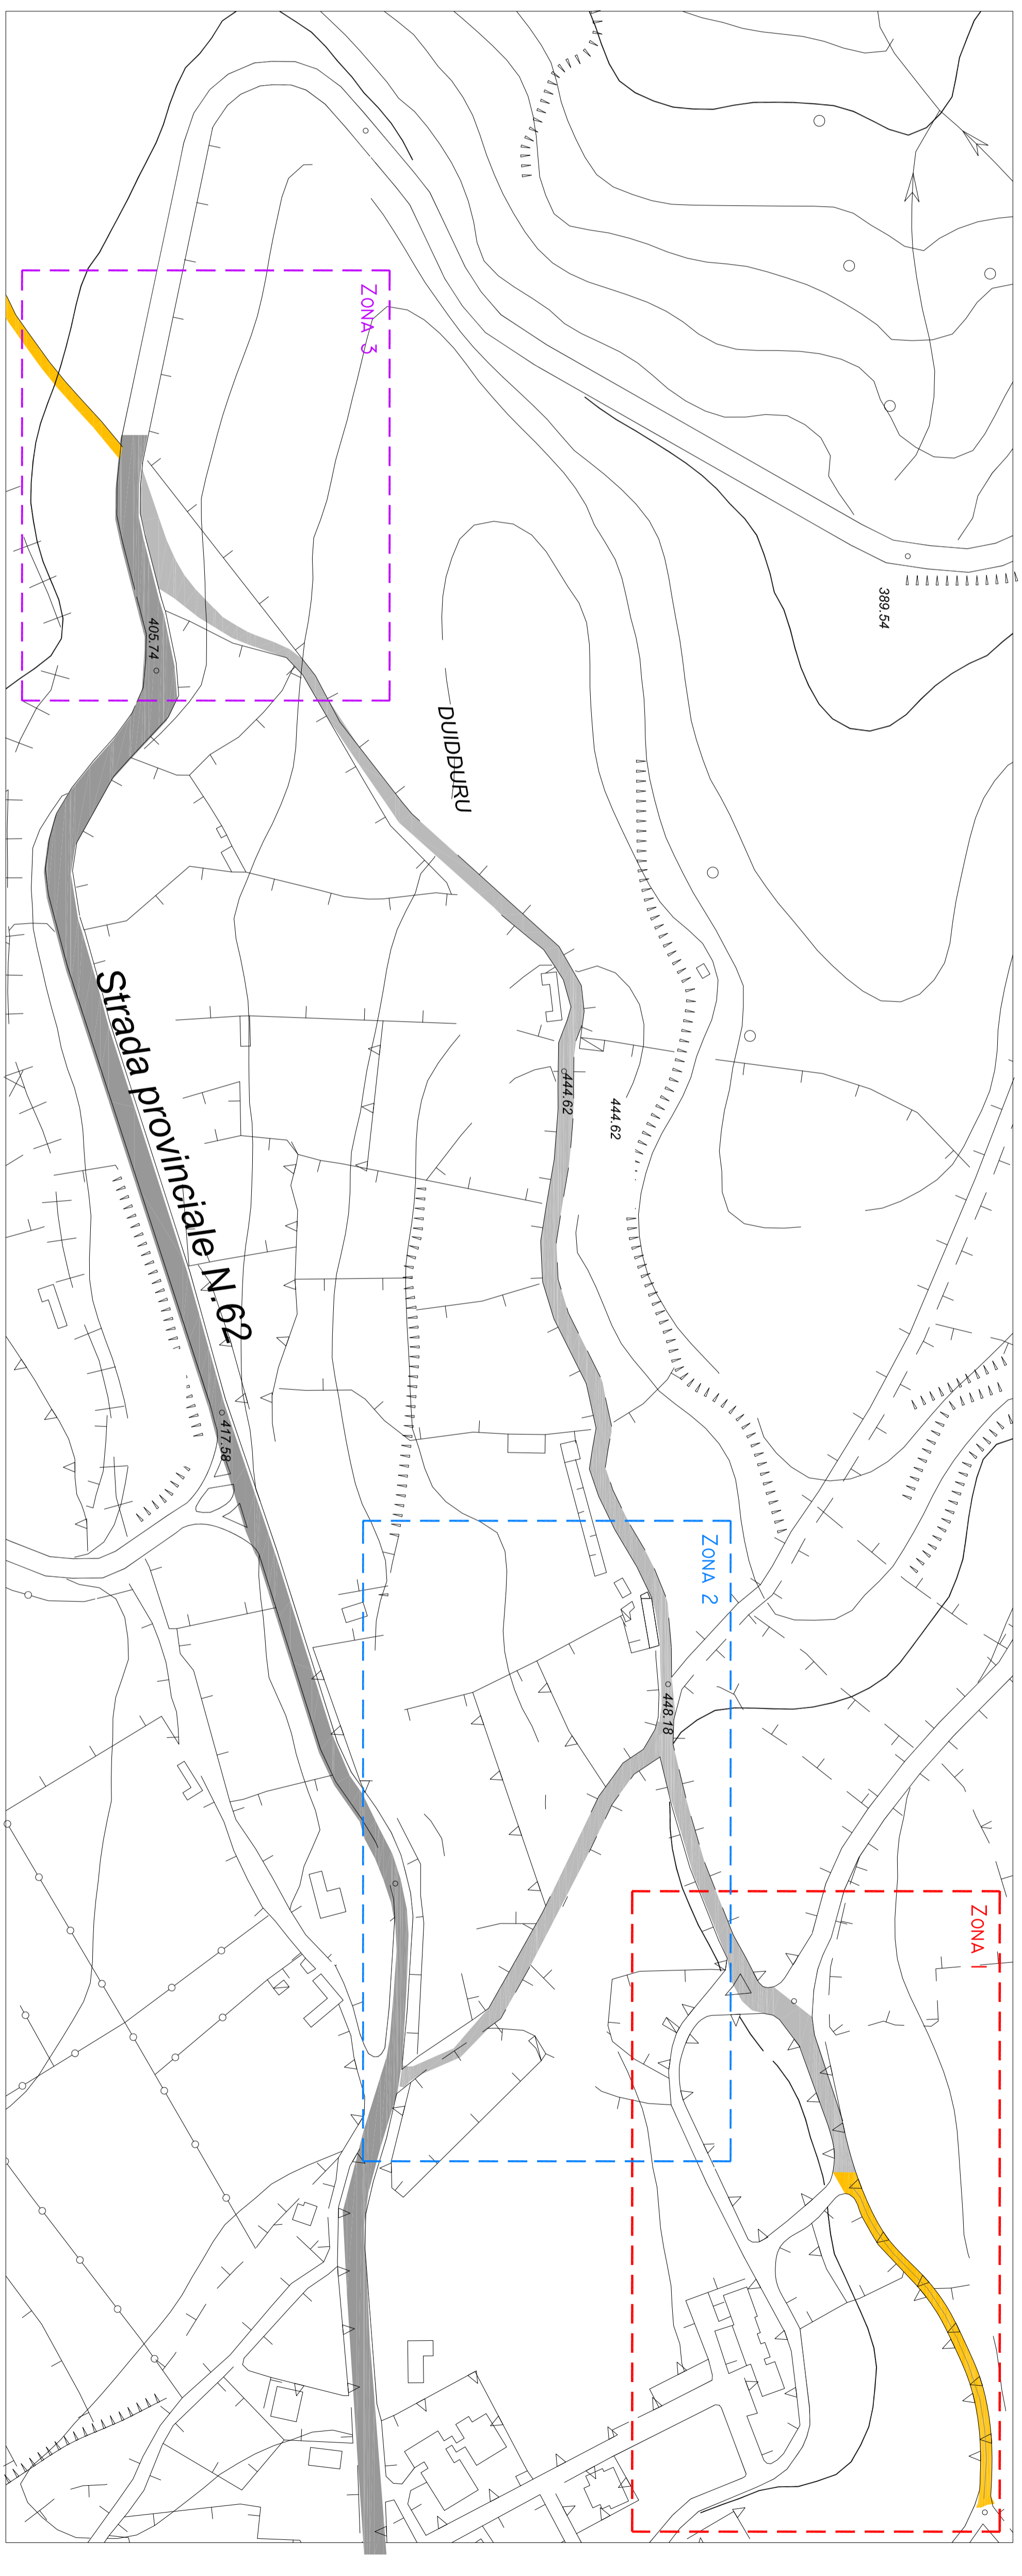 ZONA 3
389.54
405.74
DUIDDURU
Strada provinciale N.62
444.62
444.62
417.58
ZONA 2
448.18
ZONA 1